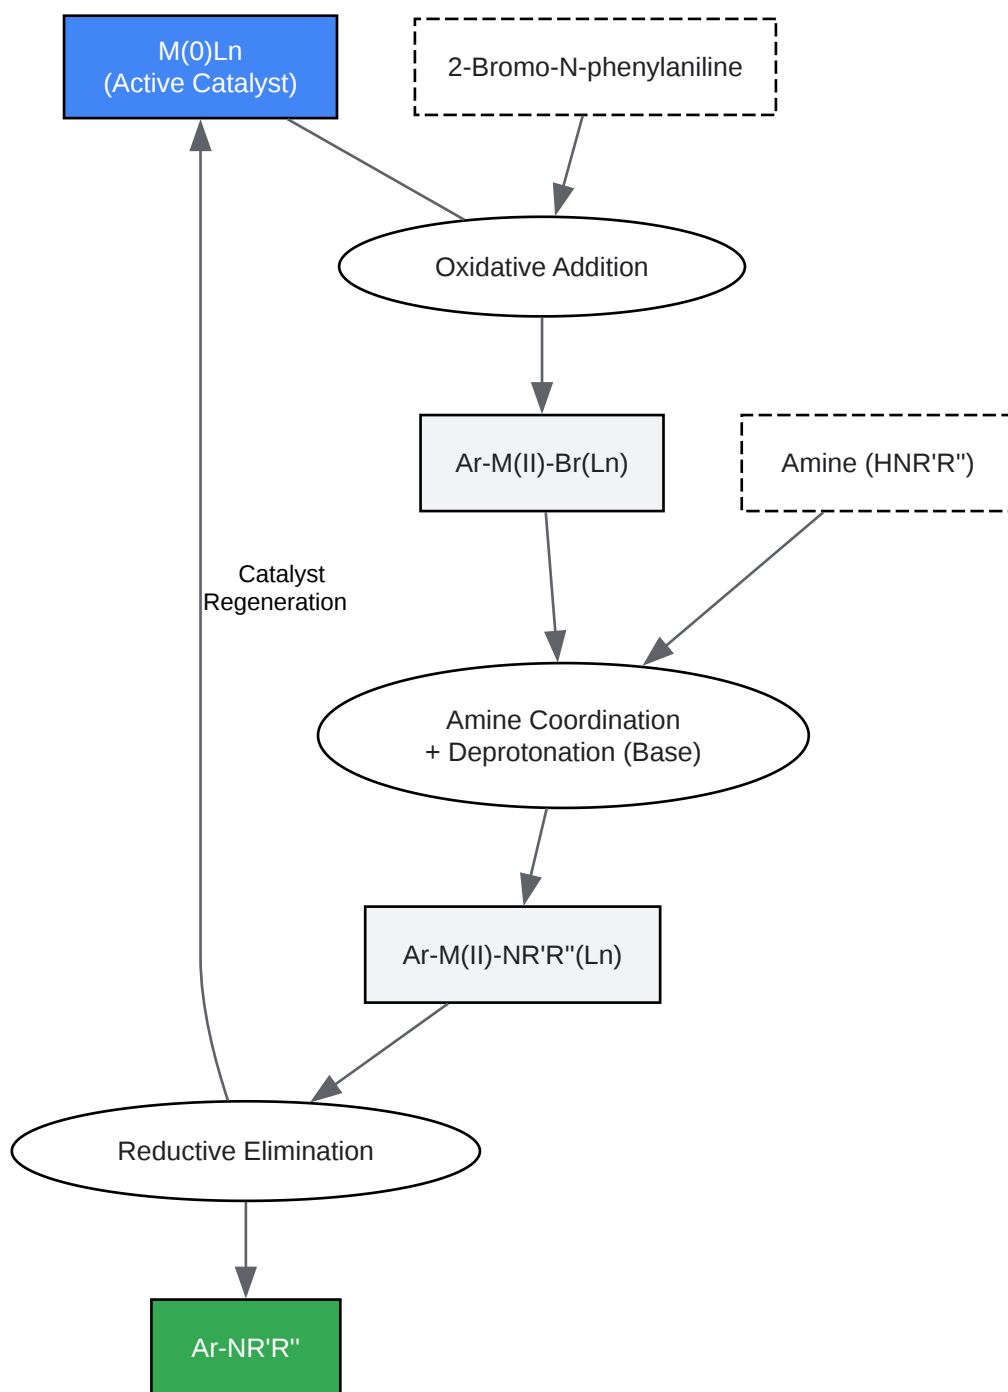 M(0)Ln
(Active Catalyst)
2-Bromo-N-phenylaniline
Oxidative Addition
Ar-M(II)-Br(Ln)
Amine (HNR'R")
Catalyst
Regeneration
Amine Coordination
+ Deprotonation (Base)
Ar-M(II)-NR'R"(Ln)
Reductive Elimination
Ar-NR'R"